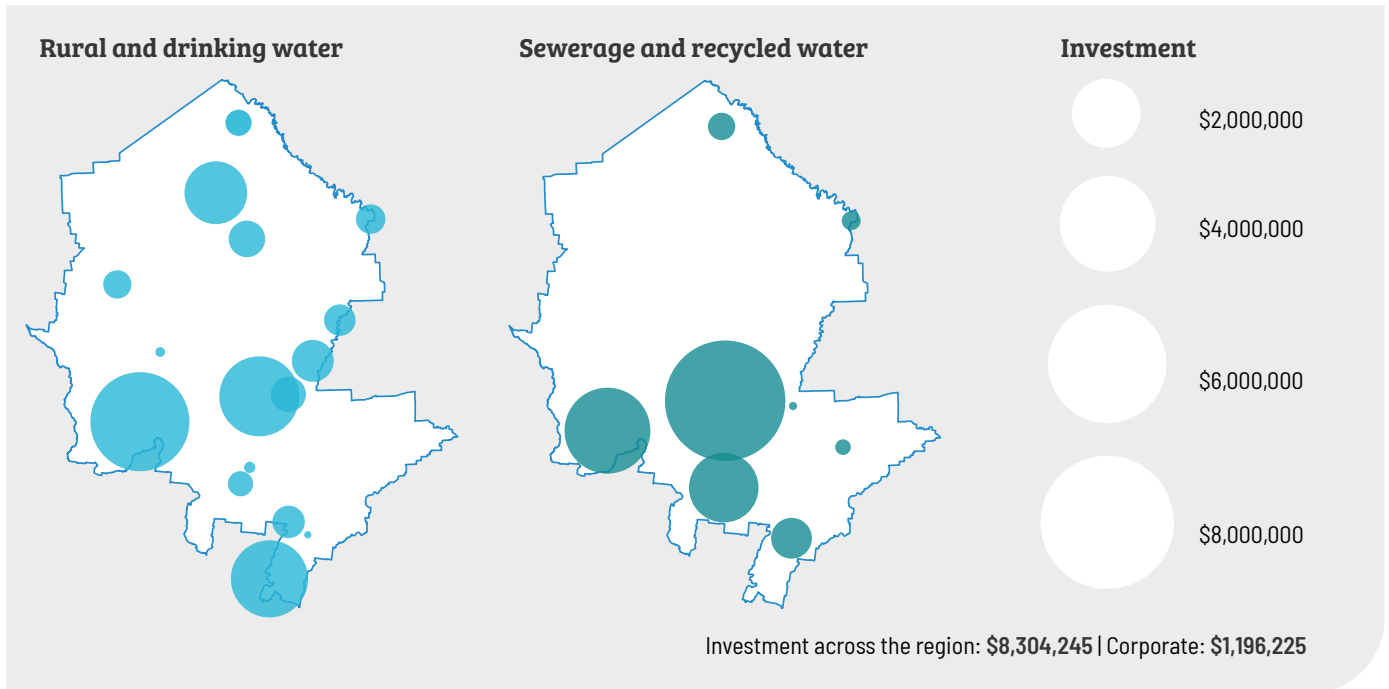 Rural and drinking water
Sewerage and recycled water
Investment
$2,000,000
$4,000,000
$6,000,000
$8,000,000
Investment across the region: $8,304,245 | Corporate: $1,196,225